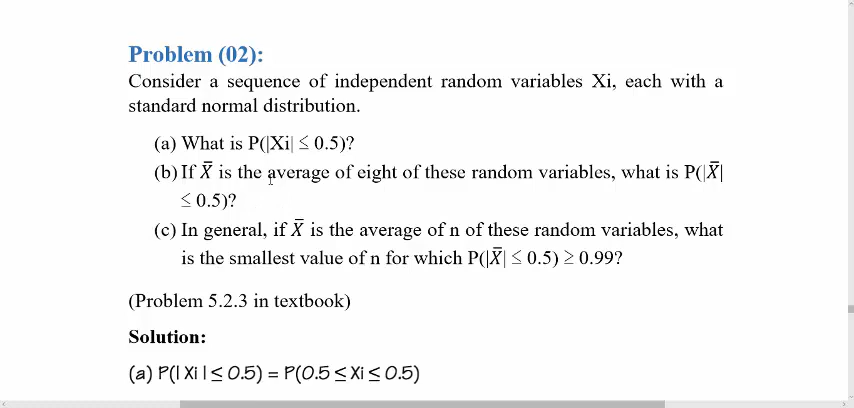 Problem (02):
Consider a sequence of independent random variables Xi, each with a
standard normal distribution.
(a) What is P(|Xi| ≤ 0.5)?
(b) If X̄ is the average of eight of these random variables, what is P(|X̄|
≤ 0.5)?
(c) In general, if X̄ is the average of n of these random variables, what
is the smallest value of n for which P(|X̄| ≤ 0.5) ≥ 0.99?
(Problem 5.2.3 in textbook)
Solution:
(a) P(| Xi | ≤ 0.5) = P(0.5 ≤ Xi ≤ 0.5)